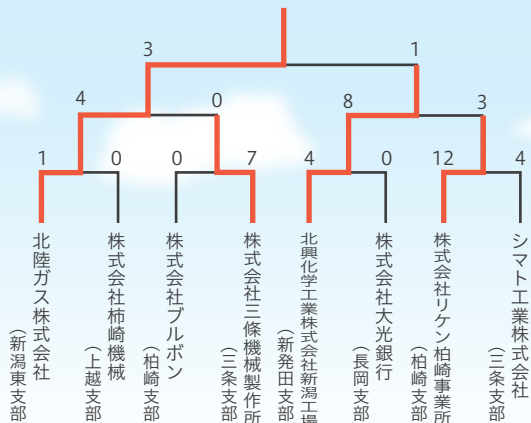 3 1
4 0 8 3
1 0 0 7 4 0 12 4
北陸ガス株式会社
（新潟東支部
株式会社柿崎機械
（上越支部
株式会社ブルボン
（柏崎支部
株式会社三條機械製作所
（三条支部
北興化学工業株式会社新潟工場
（新発田支部
株式会社大光銀行
（長岡支部
株式会社リケン柏崎事業所
（柏崎支部
シマト工業株式会社
（三条支部